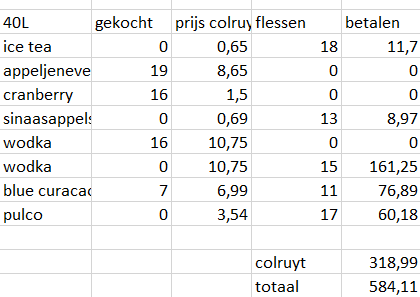 40L gekocht prijs colruy flessen betalen
ice tea 0 0,65 18 11,7
appeljeneve 19 8,65 0 0
cranberry 16 1,5 0 0
sinaasappels 0 0,69 13 8,97
wodka 16 10,75 0 0
wodka 0 10,75 15 161,25
blue curacac 7 6,99 11 76,89
pulco 0 3,54 17 60,18
colruyt 318,99
totaal 584,11